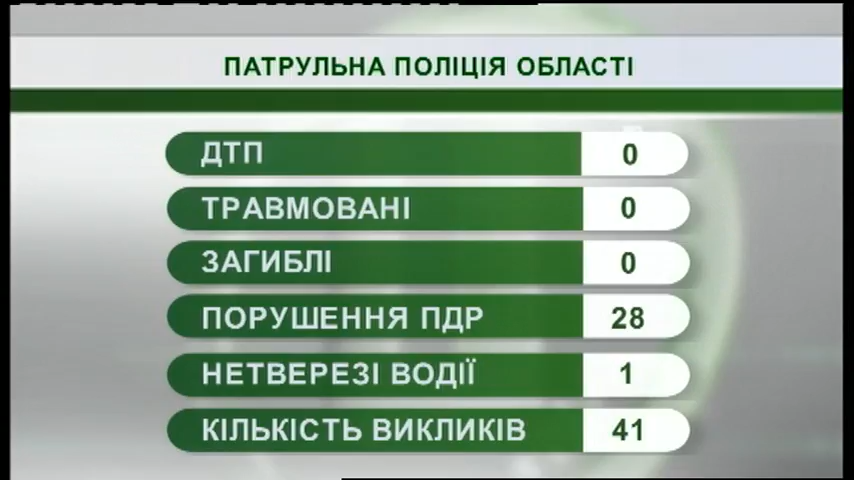 ПАТРУЛЬНА ПОЛІЦІЯ ОБЛАСТІ
ДТП 0
ТРАВМОВАНІ 0
ЗАГИБЛІ 0
ПОРУШЕННЯ ПДР 28
НЕТВЕРЕЗІ ВОДІЇ 1
КІЛЬКІСТЬ ВИКЛИКІВ 41